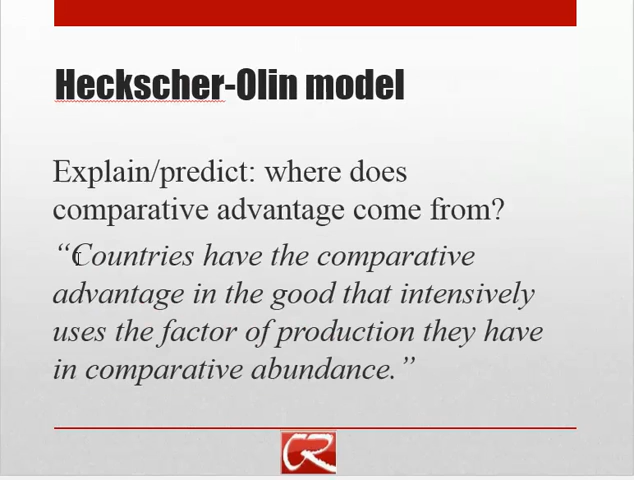 Heckscher-Olin model
Explain/predict: where does
comparative advantage come from?
“Countries have the comparative
advantage in the good that intensively
uses the factor of production they have
in comparative abundance.”
CR